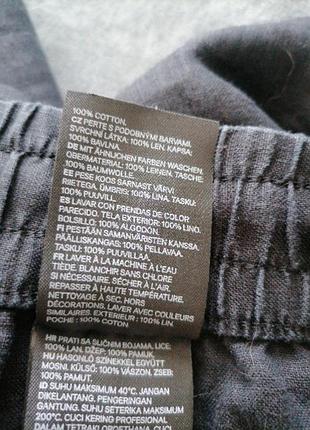 100% COTTON.
CZ PERTE S PODOBNÝMI BARVAMI.
SVRCHNÍ LÁTKA: 100% LEN. KAPSA:
100% BAVLNA.
DE MIT ÄHNLICHEN FARBEN WASCHEN.
OBERMATERIAL: 100% LEINEN. TASCHE:
100% BAUMWOLLE.
EE PESE KOOS SARNAST VÄRVI
RIIETEGA. ÜMBRIS: 100% LINA. TASKU:
100% PUUVILL.
ES LAVAR CON PRENDAS DE COLOR
PARECIDO. TELA EXTERIOR: 100% LINO.
BOLSILLO: 100% ALGODÓN.
FI PESTÄÄN SAMANVÄRISTEN KANSSA.
PÄÄLLISKANGAS: 100% PELLAVAA.
TASKU: 100% PUUVILLAA
FR LAVER À LA MACHINE À L'EAU
TIÈDE. BLANCHIR SANS CHLORE
SI NÉCESSAIRE. SÉCHER À L'AIR.
REPASSER À HAUTE TEMPÉRATURE.
NETTOYAGE À SEC. HORS
DÉCORATIONS. LAVER AVEC COULEURS
SIMILAIRES. EXTÉRIEUR: 100% LIN.
POCHE: 100% COTON.
HR PRATI SA SLIČNIM BOJAMA. LICE:
100% LAN. DŽEP: 100% PAMUK.
HU HASONLÓ SZÍNEKKEL EGYÜTT
MOSNI. KÜLSŐ: 100% VÁSZON. ZSEB:
100% PAMUT.
ID SUHU MAKSIMUM 40°C. JANGAN
DIKELANTANG. PENGERINGAN
GANTUNG. SUHU SETERIKA MAKSIMUM
200°C. CUCI KERING PROFESIONAL